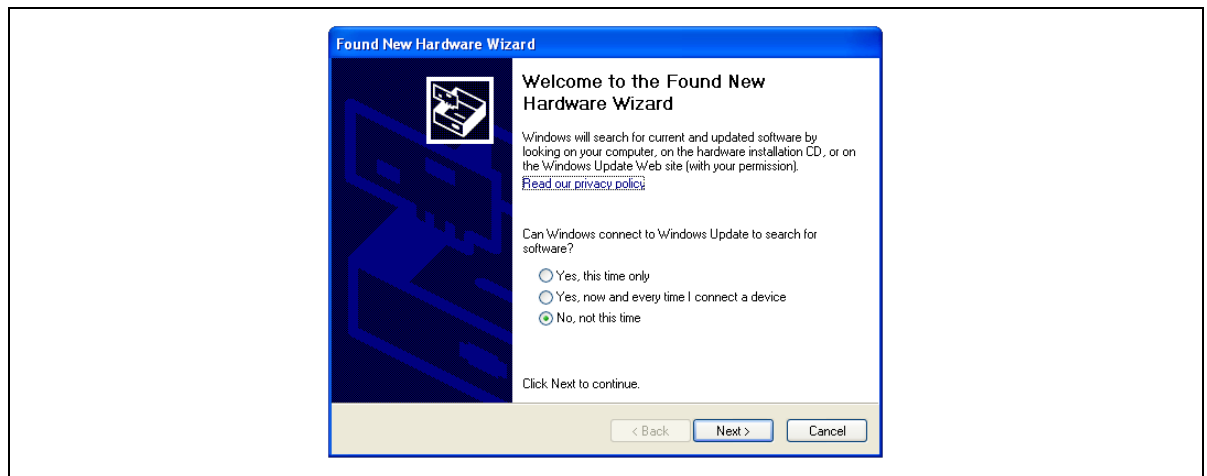 Found New Hardware Wizard
Welcome to the Found New
Hardware Wizard
Windows will search for current and updated software by
looking on your computer, on the hardware installation CD, or on
the Windows Update Web site (with your permission).
Read our privacy policy
Can Windows connect to Windows Update to search for
software?
Yes, this time only
Yes, now and every time I connect a device
No, not this time
Click Next to continue.
< Back Next > Cancel